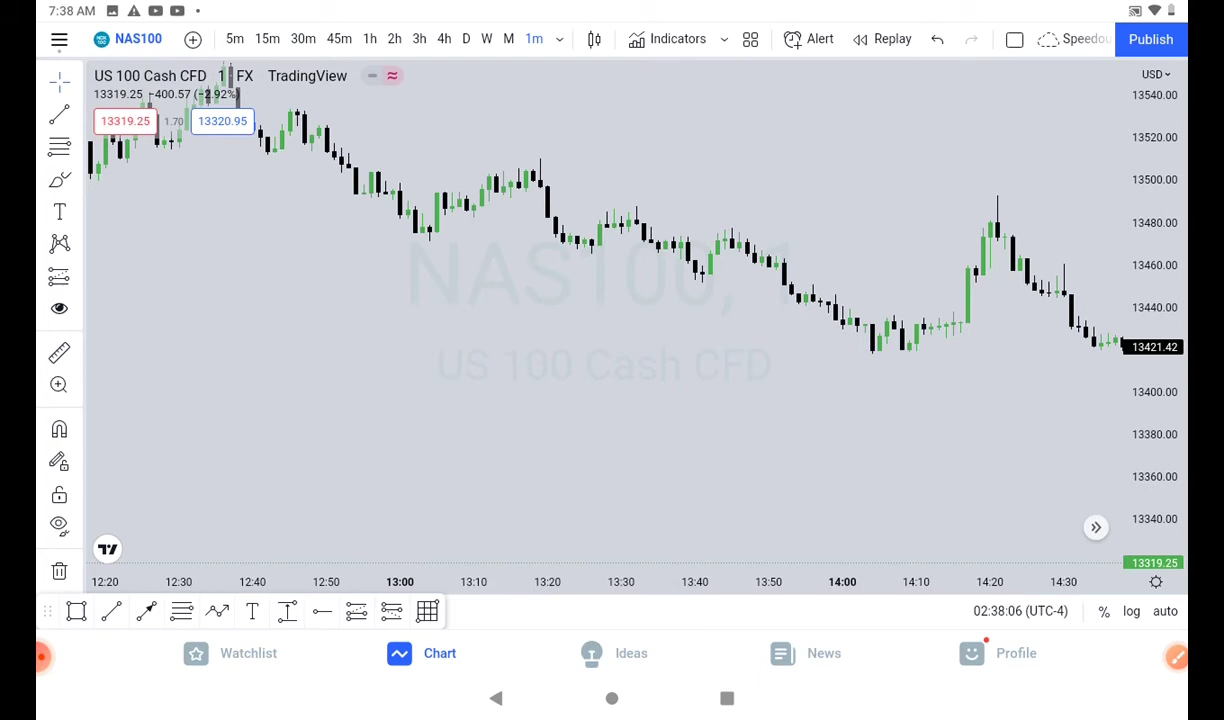 7:38 AM
NAS100 5m 15m 30m 45m 1h 2h 3h 4h D W M 1m Indicators Alert Replay Speedou Publish
US 100 Cash CFD 1 FX TradingView
USD
13319.25 −400.57 (−2.92%)
13319.25 1.70 13320.95
13540.00
13520.00
13500.00
13480.00
13460.00
13440.00
13421.42
13400.00
13380.00
13360.00
13340.00
13319.25
NAS100, 1
US 100 Cash CFD
12:20 12:30 12:40 12:50 13:00 13:10 13:20 13:30 13:40 13:50 14:00 14:10 14:20 14:30
T 02:38:06 (UTC-4) % log auto
Watchlist Chart Ideas News Profile